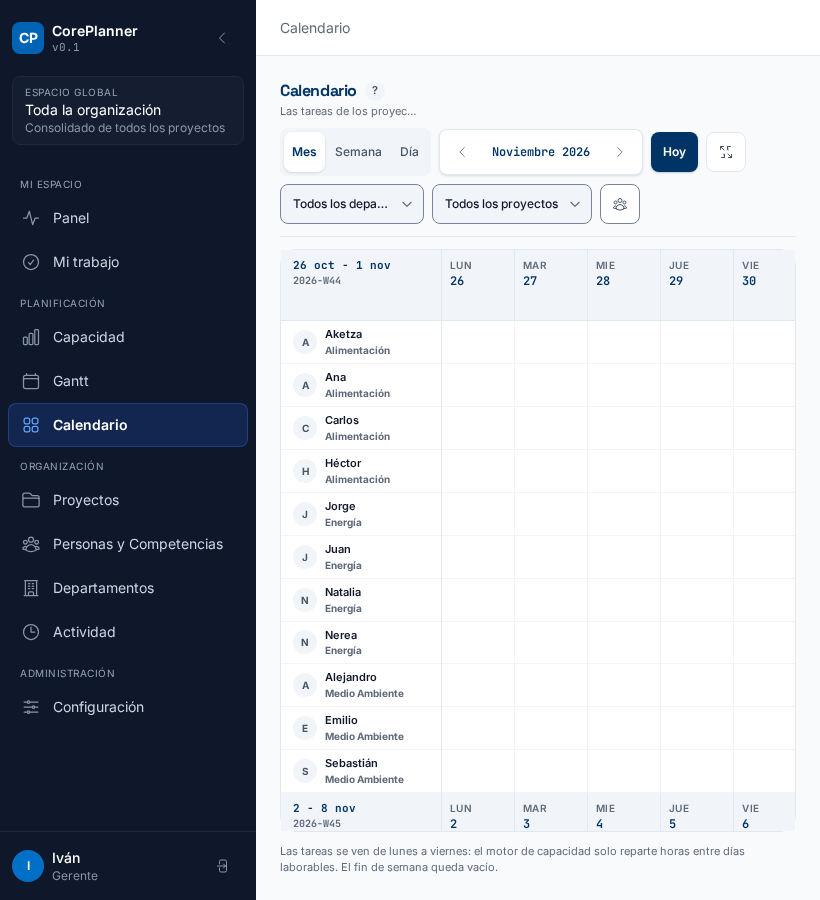 CP
CorePlanner
v0.1
ESPACIO GLOBAL
Toda la organización
Consolidado de todos los proyectos
MI ESPACIO
Panel
Mi trabajo
PLANIFICACIÓN
Capacidad
Gantt
Calendario
ORGANIZACIÓN
Proyectos
Personas y Competencias
Departamentos
Actividad
ADMINISTRACIÓN
Configuración
I
Iván
Gerente
Calendario
Calendario ?
Las tareas de los proyec...
Mes Semana Día Noviembre 2026 Hoy
Todos los depa... Todos los proyectos
26 oct - 1 nov LUN MAR MIE JUE VIE
2026-W44 26 27 28 29 30
A Aketza
Alimentación
A Ana
Alimentación
C Carlos
Alimentación
H Héctor
Alimentación
J Jorge
Energía
J Juan
Energía
N Natalia
Energía
N Nerea
Energía
A Alejandro
Medio Ambiente
E Emilio
Medio Ambiente
S Sebastián
Medio Ambiente
2 - 8 nov LUN MAR MIE JUE VIE
2026-W45 2 3 4 5 6
Las tareas se ven de lunes a viernes: el motor de capacidad solo reparte horas entre días
laborables. El fin de semana queda vacío.